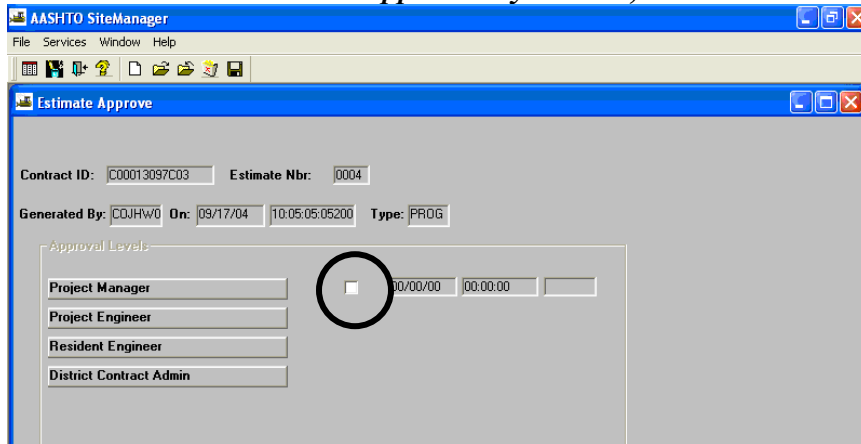 AASHTO SiteManager
File Services Window Help
Estimate Approve
Contract ID: C00013097C03 Estimate Nbr: 0004
Generated By: COJHW0 On: 09/17/04 10:05:05:05200 Type: PROG
Approval Levels
Project Manager 00/00/00 00:00:00
Project Engineer
Resident Engineer
District Contract Admin